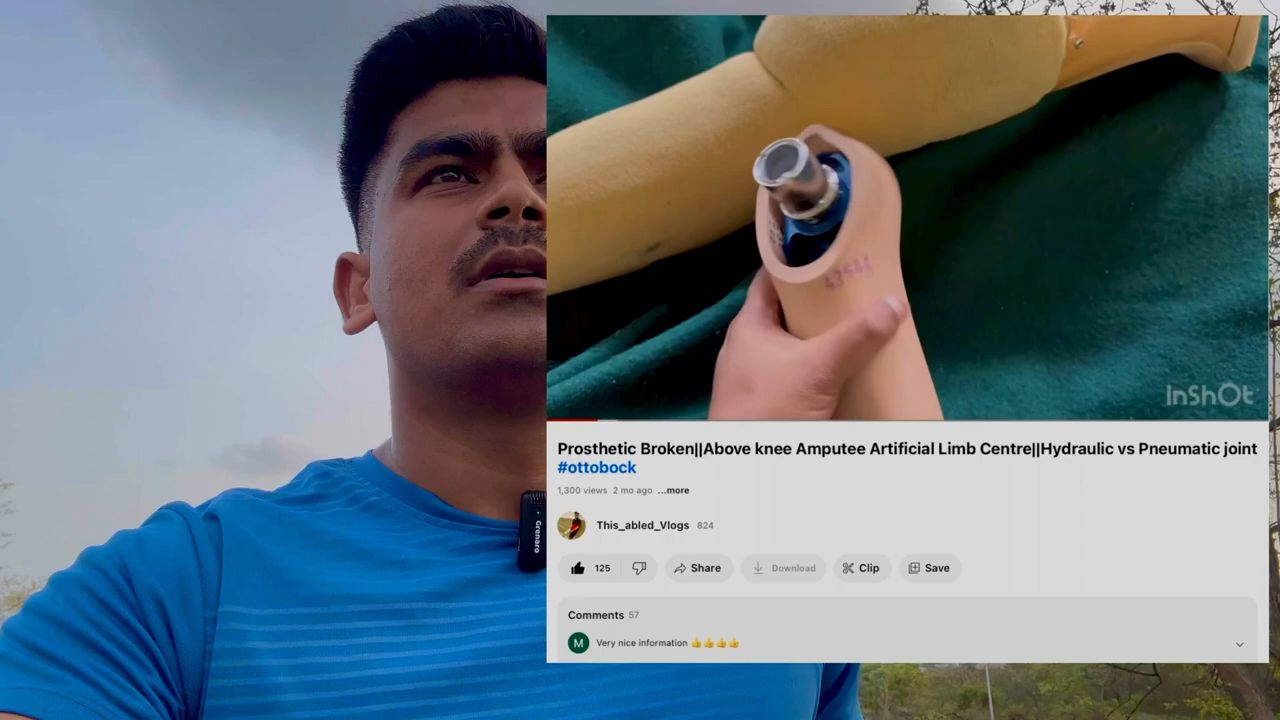 InShOt
Prosthetic Broken||Above knee Amputee Artificial Limb Centre||Hydraulic vs Pneumatic joint
#ottobock
1,300 views 2 mo ago ...more
This_abled_Vlogs 824
125 Share Download Clip Save
Comments 57
M Very nice information 👍👍👍👍
Grenaro